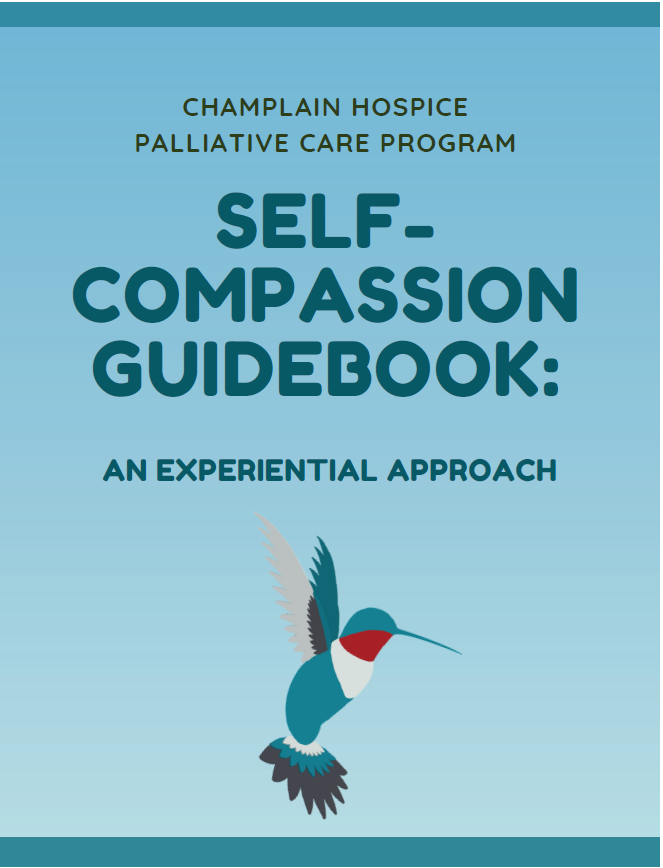 CHAMPLAIN HOSPICE
PALLIATIVE CARE PROGRAM
SELF-
COMPASSION
GUIDEBOOK:
AN EXPERIENTIAL APPROACH